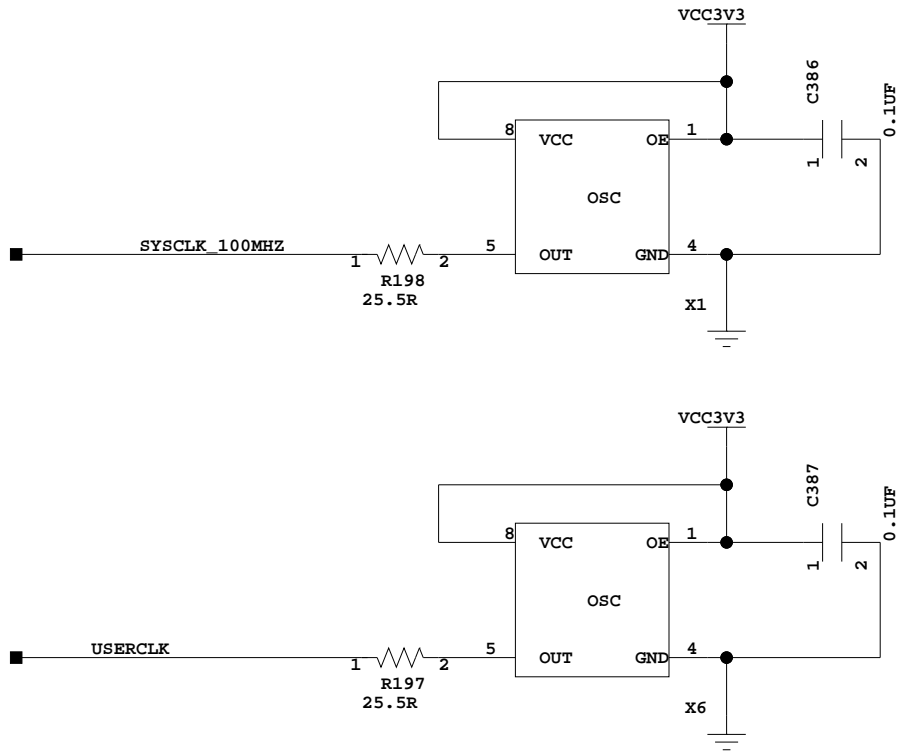 VCC3V3
C386
0.1UF
8 VCC OE 1
1 2
OSC
SYSCLK_100MHZ
1 2 5 OUT GND 4
R198
25.5R
X1
VCC3V3
C387
0.1UF
8 VCC OE 1
1 2
OSC
USERCLK
1 2 5 OUT GND 4
R197
25.5R
X6